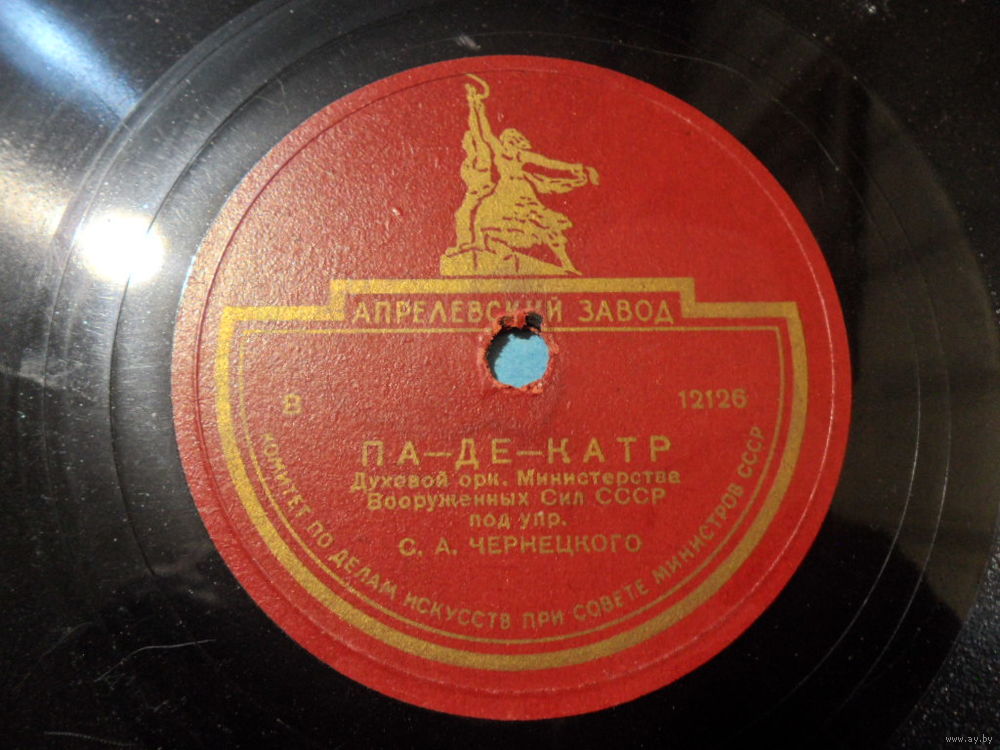 АПРЕЛЕВСКИЙ ЗАВОД
В 12126
ПА—ДЕ—КАТР
Духовой орк. Министерства
Вооруженных Сил СССР
под упр.
С. А. ЧЕРНЕЦКОГО
КОМИТЕТ ПО ДЕЛАМ ИСКУССТВ ПРИ СОВЕТЕ МИНИСТРОВ СССР
www.ay.by